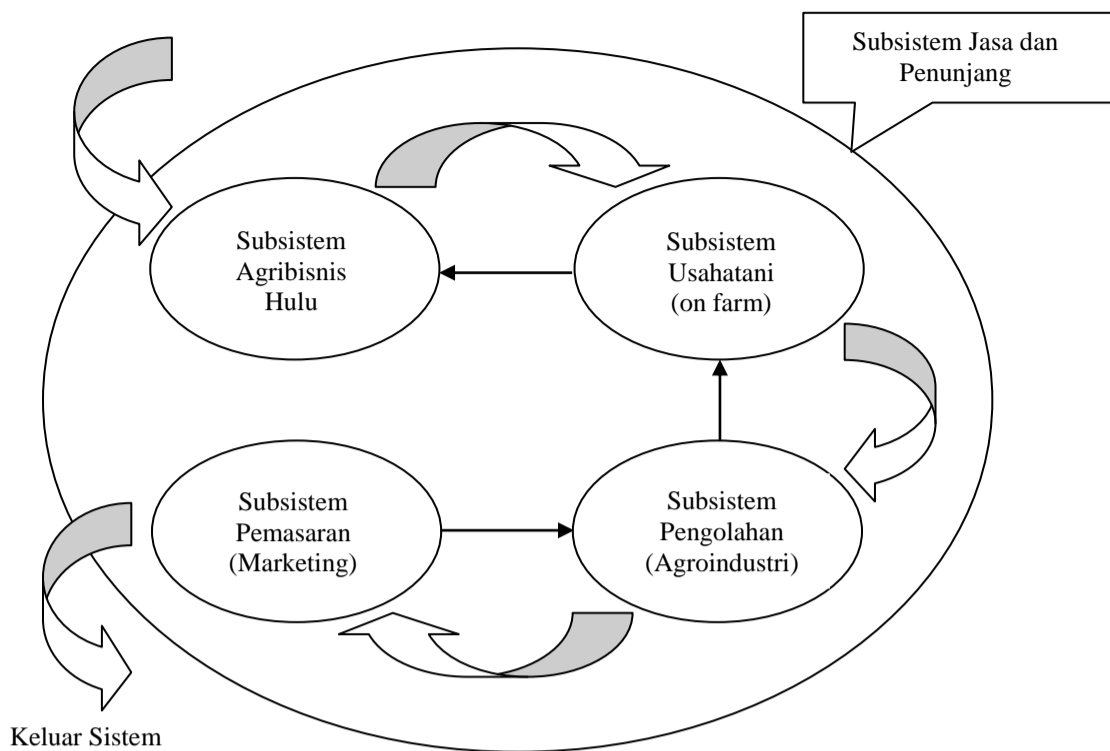 Subsistem Jasa dan
Penunjang
Subsistem
Agribisnis
Hulu
Subsistem
Usahatani
(on farm)
Subsistem
Pemasaran
(Marketing)
Subsistem
Pengolahan
(Agroindustri)
Keluar Sistem